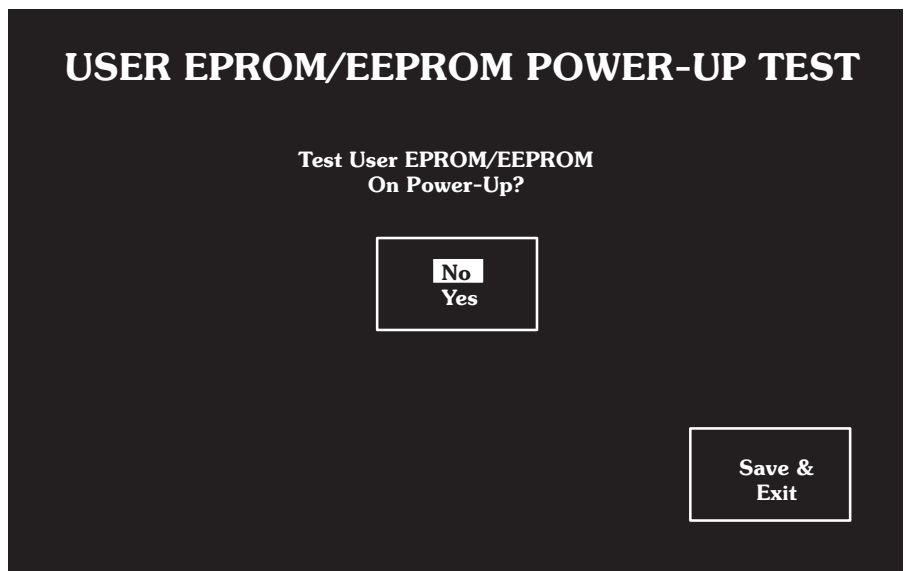 USER EPROM/EEPROM POWER-UP TEST
Test User EPROM/EEPROM
On Power-Up?
No
Yes
Save &
Exit